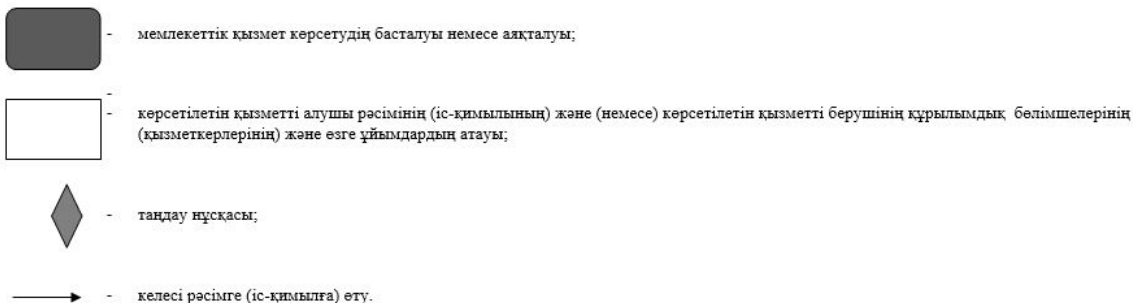 - мемлекеттік қызмет көрсетудің басталуы немесе аяқталуы;
-
- көрсетілетін қызметті алушы рәсімінің (іс-қимылының) және (немесе) көрсетілетін қызметті берушінің құрылымдық бөлімшелерінің
(қызметкерлерінің) және өзге ұйымдардың атауы;
- таңдау нұсқасы;
- келесі рәсімге (іс-қимылға) өту.